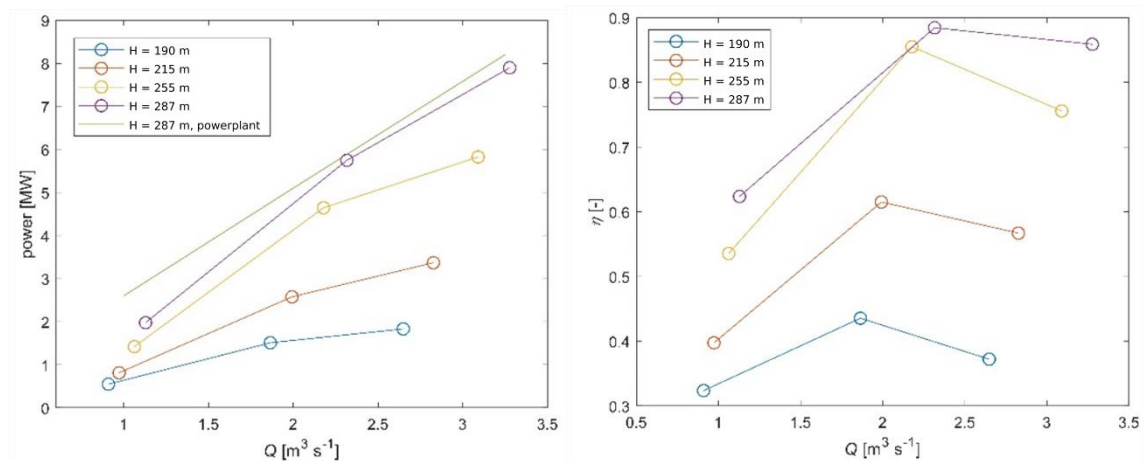 9
8
7
6
5
4
3
2
1
0
power [MW]
H = 190 m
H = 215 m
H = 255 m
H = 287 m
H = 287 m, powerplant
1
1.5
2
2.5
3
3.5
Q [m³ s⁻¹]
0.9
0.8
0.7
0.6
0.5
0.4
0.3
η [-]
H = 190 m
H = 215 m
H = 255 m
H = 287 m
0.5
1
1.5
2
2.5
3
3.5
Q [m³ s⁻¹]